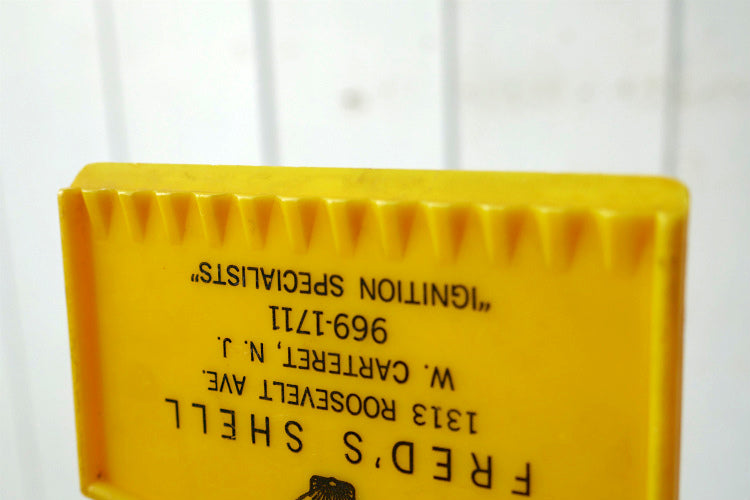 FRED'S SHELL
1313 ROOSEVELT AVE.
W. CARTERET, N. J.
969-1711
"IGNITION SPECIALISTS"